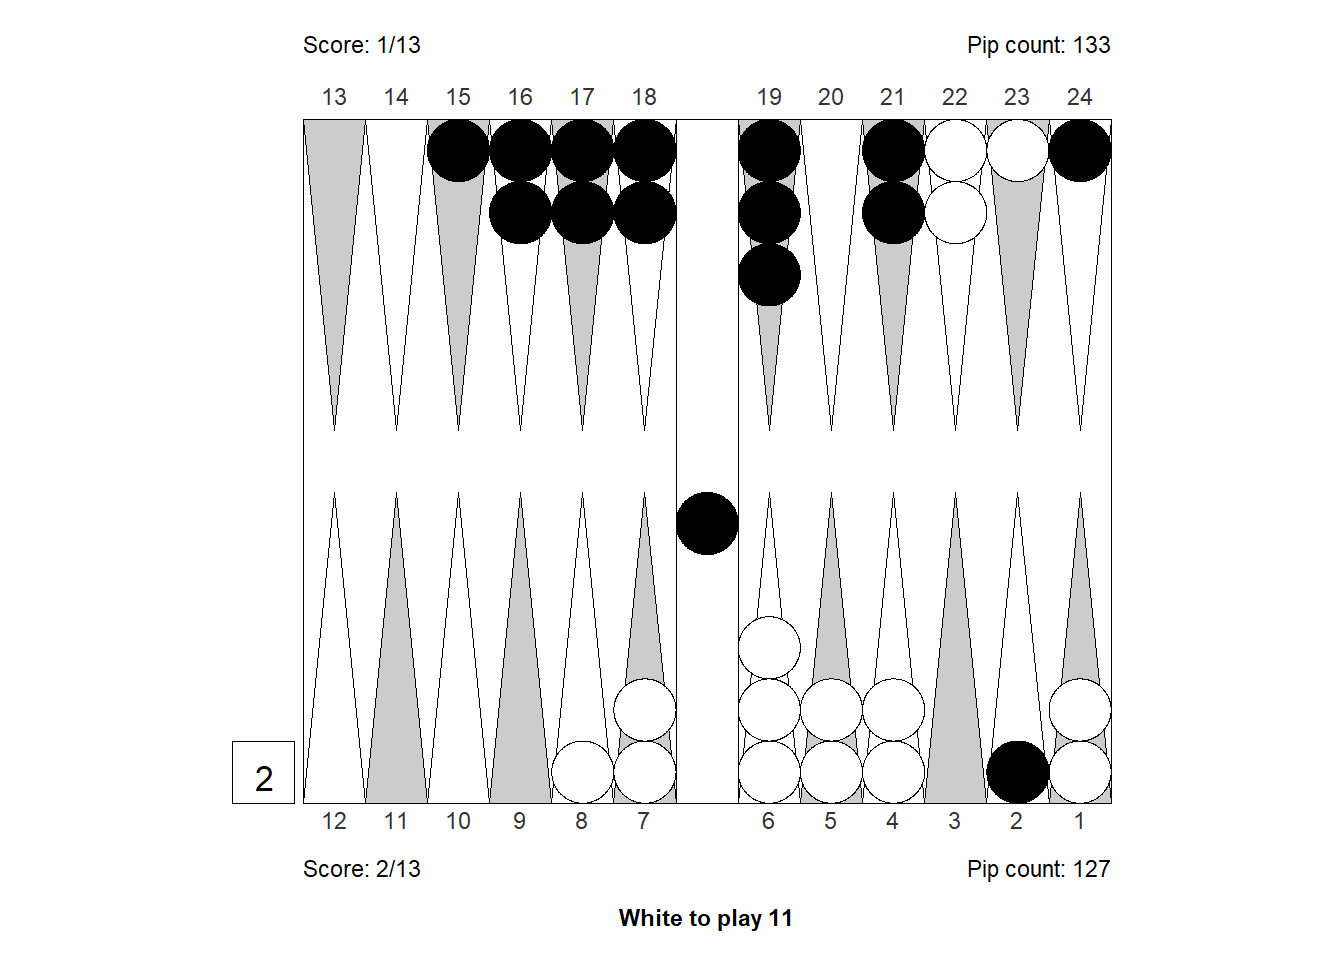 Score: 1/13 Pip count: 133
13 14 15 16 17 18 19 20 21 22 23 24
2
12 11 10 9 8 7 6 5 4 3 2 1
Score: 2/13 Pip count: 127
White to play 11